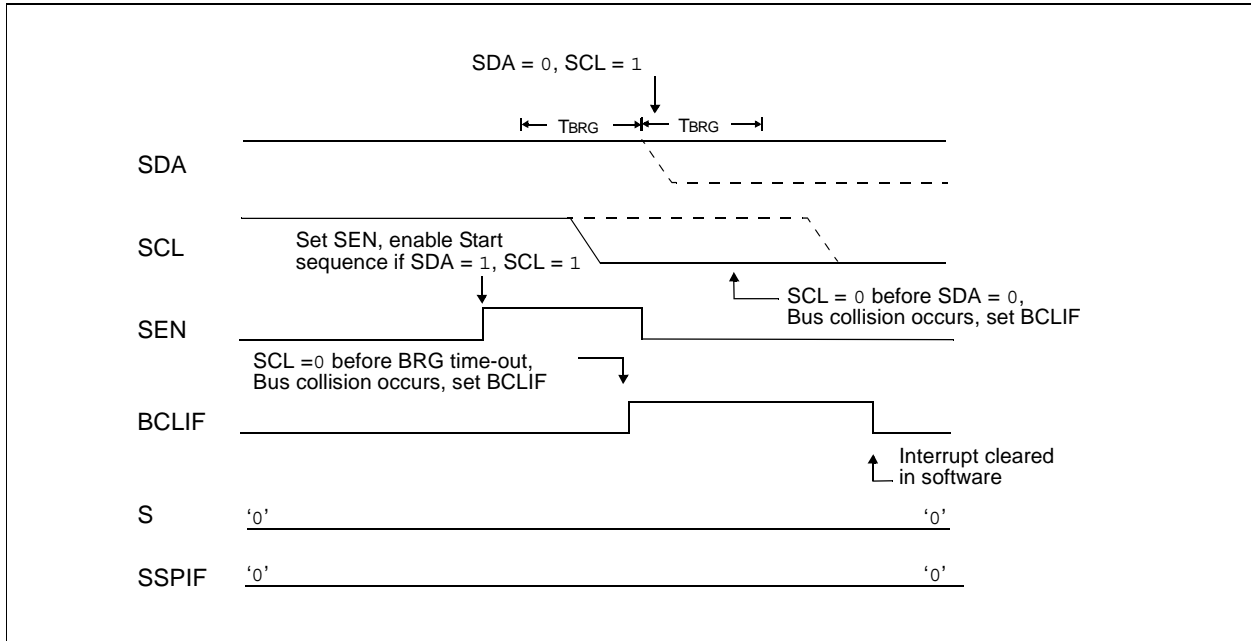 SDA = 0, SCL = 1
TBRG TBRG
SDA
SCL
Set SEN, enable Start
sequence if SDA = 1, SCL = 1
SCL = 0 before SDA = 0,
Bus collision occurs, set BCLIF
SEN
SCL =0 before BRG time-out,
Bus collision occurs, set BCLIF
BCLIF
Interrupt cleared
in software
S ‘0’ ‘0’
SSPIF ‘0’ ‘0’